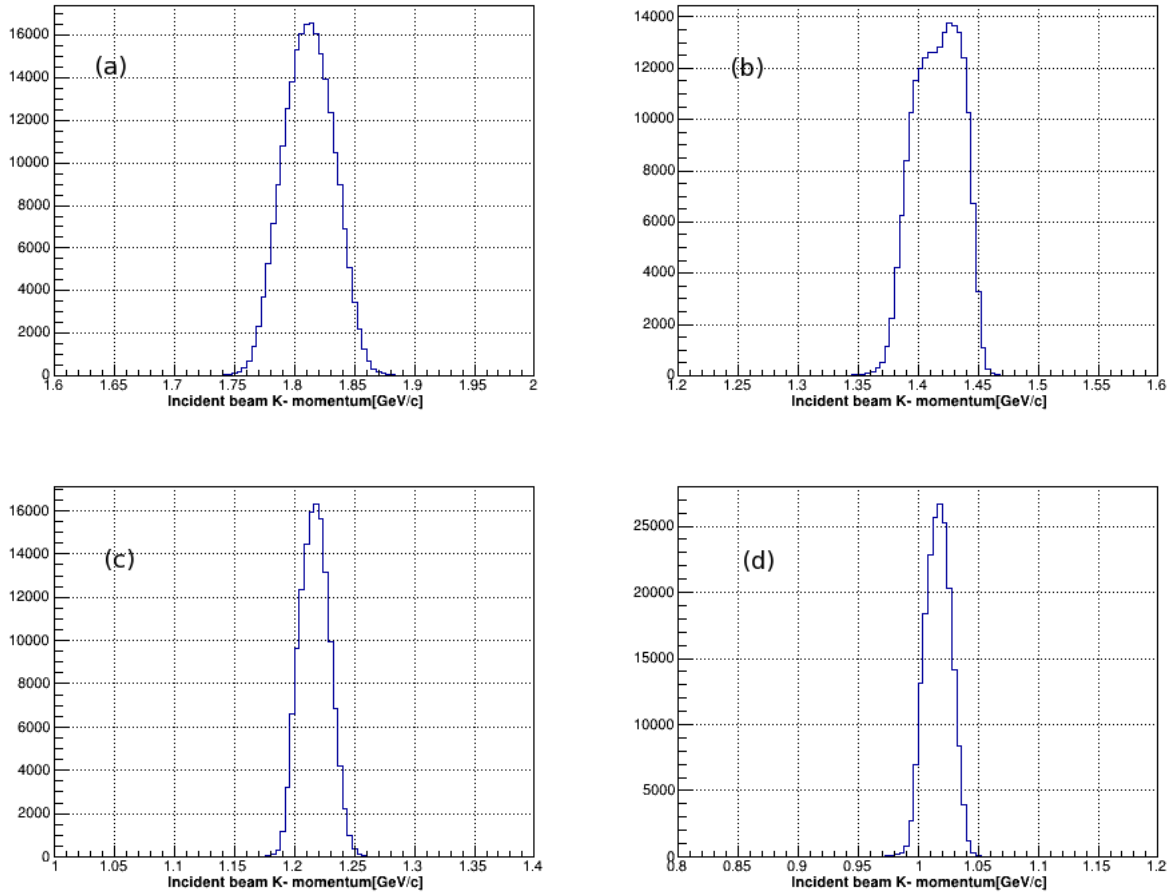 16000
14000
12000
10000
8000
6000
4000
2000
0
(a)
1.6 1.65 1.7 1.75 1.8 1.85 1.9 1.95 2
Incident beam K- momentum[GeV/c]
14000
12000
10000
8000
6000
4000
2000
0
(b)
1.2 1.25 1.3 1.35 1.4 1.45 1.5 1.55 1.6
Incident beam K- momentum[GeV/c]
16000
14000
12000
10000
8000
6000
4000
2000
0
(c)
1 1.05 1.1 1.15 1.2 1.25 1.3 1.35 1.4
Incident beam K- momentum[GeV/c]
25000
20000
15000
10000
5000
0
(d)
0.8 0.85 0.9 0.95 1 1.05 1.1 1.15 1.2
Incident beam K- momentum[GeV/c]